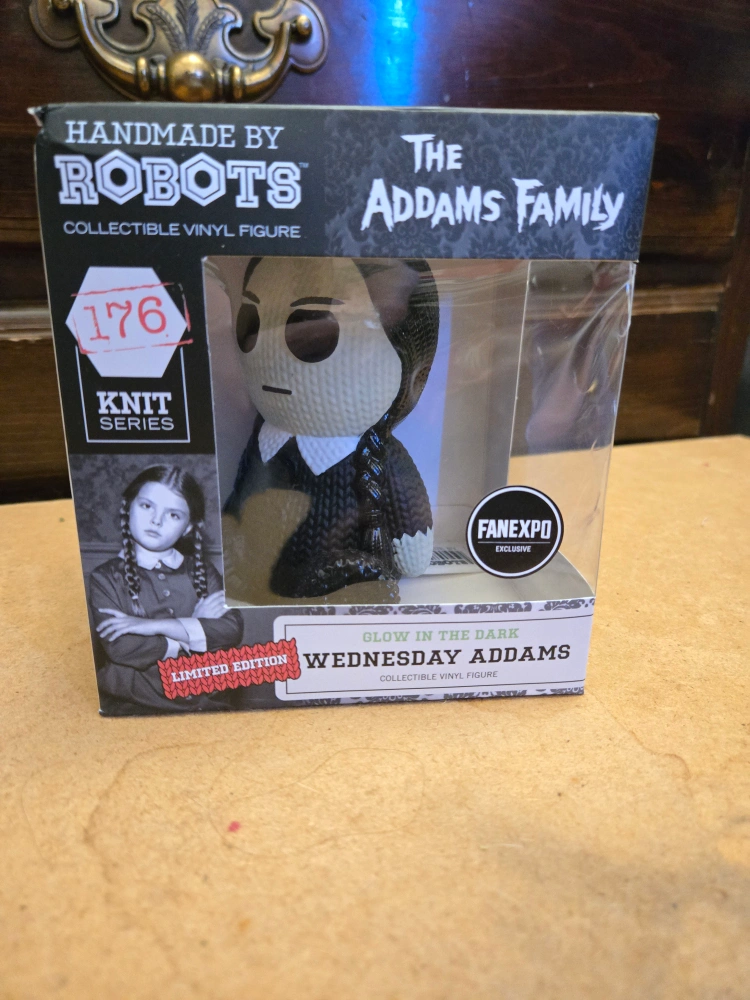 HANDMADE BY
ROBOTS™
COLLECTIBLE VINYL FIGURE
THE
ADDAMS FAMILY
176
KNIT
SERIES
FANEXPO
EXCLUSIVE
GLOW IN THE DARK
LIMITED EDITION
WEDNESDAY ADDAMS
COLLECTIBLE VINYL FIGURE